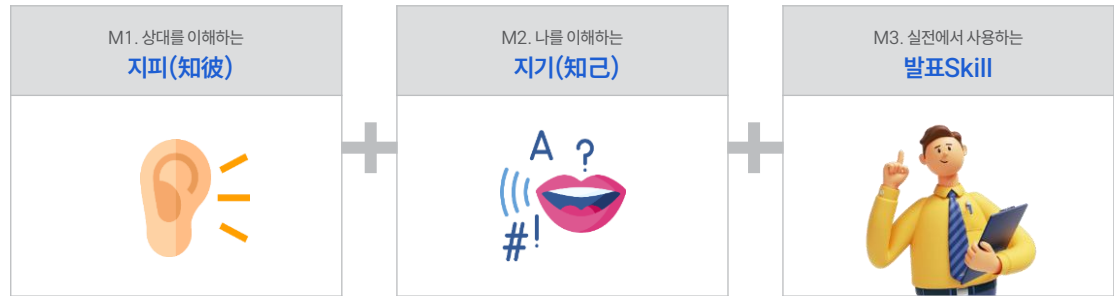 M1. 상대를 이해하는
지피(知彼)
M2. 나를 이해하는
지기(知己)
M3. 실전에서 사용하는
발표Skill
A ?
#!